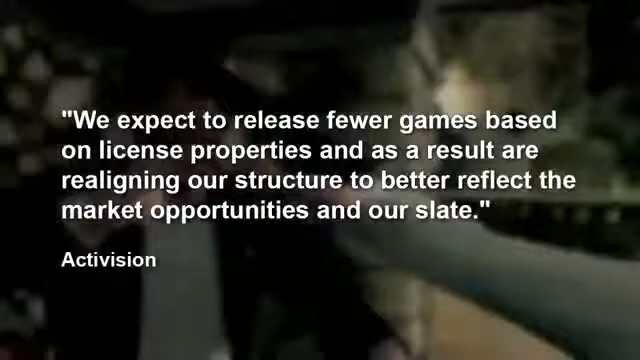 "We expect to release fewer games based
on license properties and as a result are
realigning our structure to better reflect the
market opportunities and our slate."
Activision